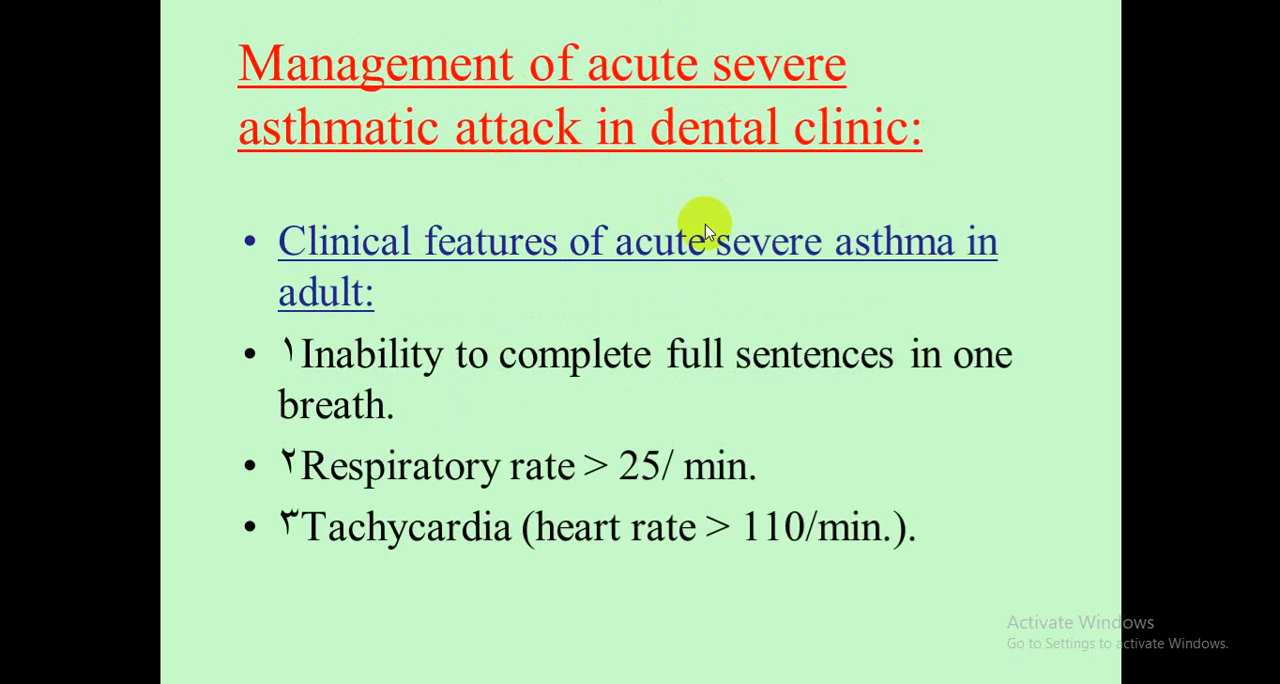 Management of acute severe
asthmatic attack in dental clinic:
• Clinical features of acute severe asthma in
adult:
• ١Inability to complete full sentences in one
breath.
• ٢Respiratory rate > 25/ min.
• ٣Tachycardia (heart rate > 110/min.).
Activate Windows
Go to Settings to activate Windows.